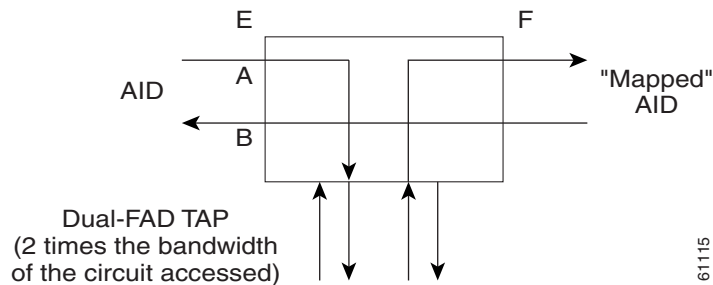 E
F
A
AID
"Mapped"
AID
B
Dual-FAD TAP
(2 times the bandwidth
of the circuit accessed)
61115